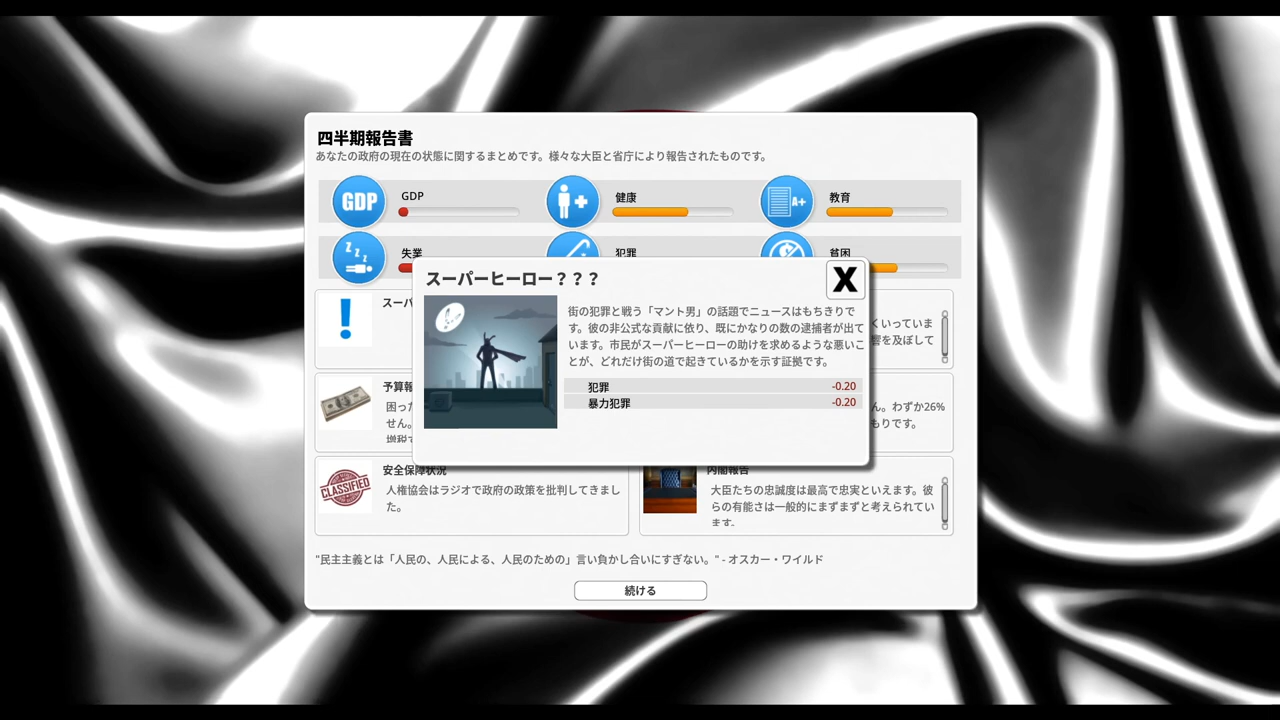 四半期報告書
あなたの政府の現在の状態に関するまとめです。様々な大臣と省庁により報告されたものです。
GDP
GDP
健康
A+
教育
z z z
失業
犯罪
貧困
スーパーヒーロー？？？
X
街の犯罪と戦う「マント男」の話題でニュースはもちきりで
す。彼の非公式な貢献に依り、既にかなりの数の逮捕者が出て
います。市民がスーパーヒーローの助けを求めるような悪いこ
とが、どれだけ街の道で起きているかを示す証拠です。
犯罪 -0.20
暴力犯罪 -0.20
スーパ
くいっていま
響を及ぼして
予算報
困った
せん。
増税で
ん。わずか26%
もりです。
CLASSIFIED
安全保障状況
人権協会はラジオで政府の政策を批判してきまし
た。
内閣報告
大臣たちの忠誠度は最高で忠実といえます。彼
らの有能さは一般的にまずまずと考えられてい
ます。
"民主主義とは「人民の、人民による、人民のための」言い負かし合いにすぎない。" - オスカー・ワイルド
続ける